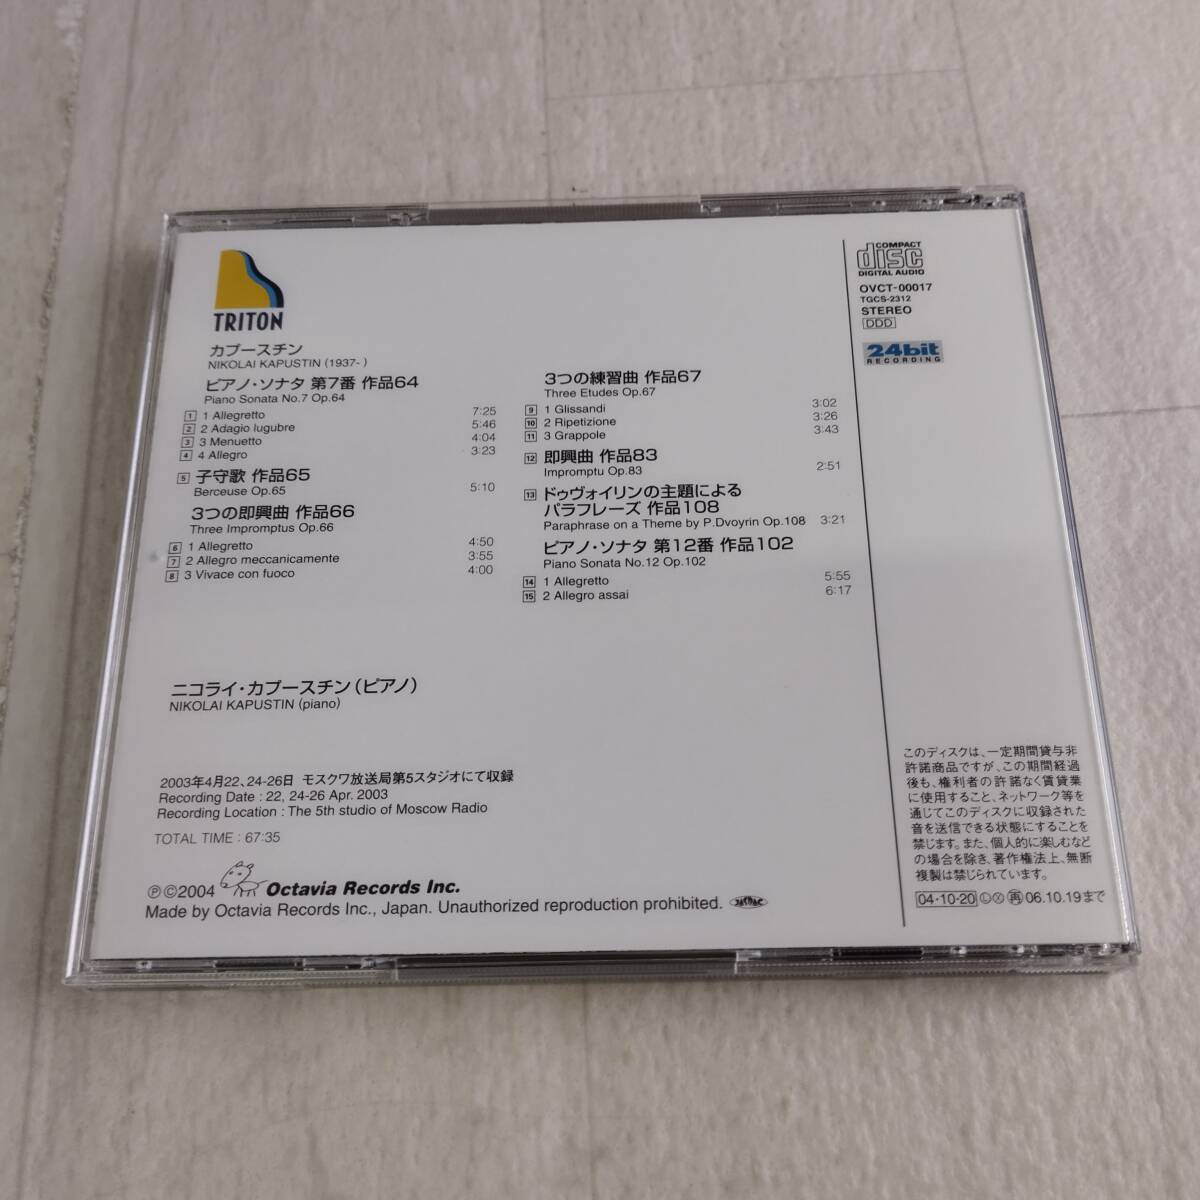 TRITON
カプースチン
NIKOLAI KAPUSTIN (1937- )
ピアノ・ソナタ 第7番 作品64
Piano Sonata No.7 Op.64
1 1 Allegretto 7:25
2 2 Adagio lugubre 5:46
3 3 Menuetto 4:04
4 4 Allegro 3:23
5 子守歌 作品65
Berceuse Op.65 5:10
3つの即興曲 作品66
Three Impromptus Op.66
6 1 Allegretto 4:50
7 2 Allegro meccanicamente 3:55
8 3 Vivace con fuoco 4:00
3つの練習曲 作品67
Three Etudes Op.67
9 1 Glissandi 3:02
10 2 Ripetizione 3:26
11 3 Grappole 3:43
12 即興曲 作品83
Impromptu Op.83 2:51
13 ドゥヴォイリンの主題による
パラフレーズ 作品108
Paraphrase on a Theme by P.Dvoyrin Op.108 3:21
ピアノ・ソナタ 第12番 作品102
Piano Sonata No.12 Op.102
14 1 Allegretto 5:55
15 2 Allegro assai 6:17
ニコライ・カプースチン(ピアノ)
NIKOLAI KAPUSTIN (piano)
2003年4月22、24-26日 モスクワ放送局第5スタジオにて収録
Recording Date : 22, 24-26 Apr. 2003
Recording Location : The 5th studio of Moscow Radio
TOTAL TIME : 67:35
Ⓟ©2004 Octavia Records Inc.
Made by Octavia Records Inc., Japan. Unauthorized reproduction prohibited.
COMPACT
disc
DIGITAL AUDIO
OVCT-00017
TGCS-2312
STEREO
DDD
24bit
RECORDING
このディスクは、一定期間貸与非
許諾商品ですが、この期間経過
後も、権利者の許諾なく賃貸業
に使用すること、ネットワーク等を
通じてこのディスクに収録された
音を送信できる状態にすることを
禁じます。また、個人的に楽しむなど
の場合を除き、著作権法上、無断
複製は禁じられています。
04・10・20 Ⓛ Ⓧ 再 06.10.19まで